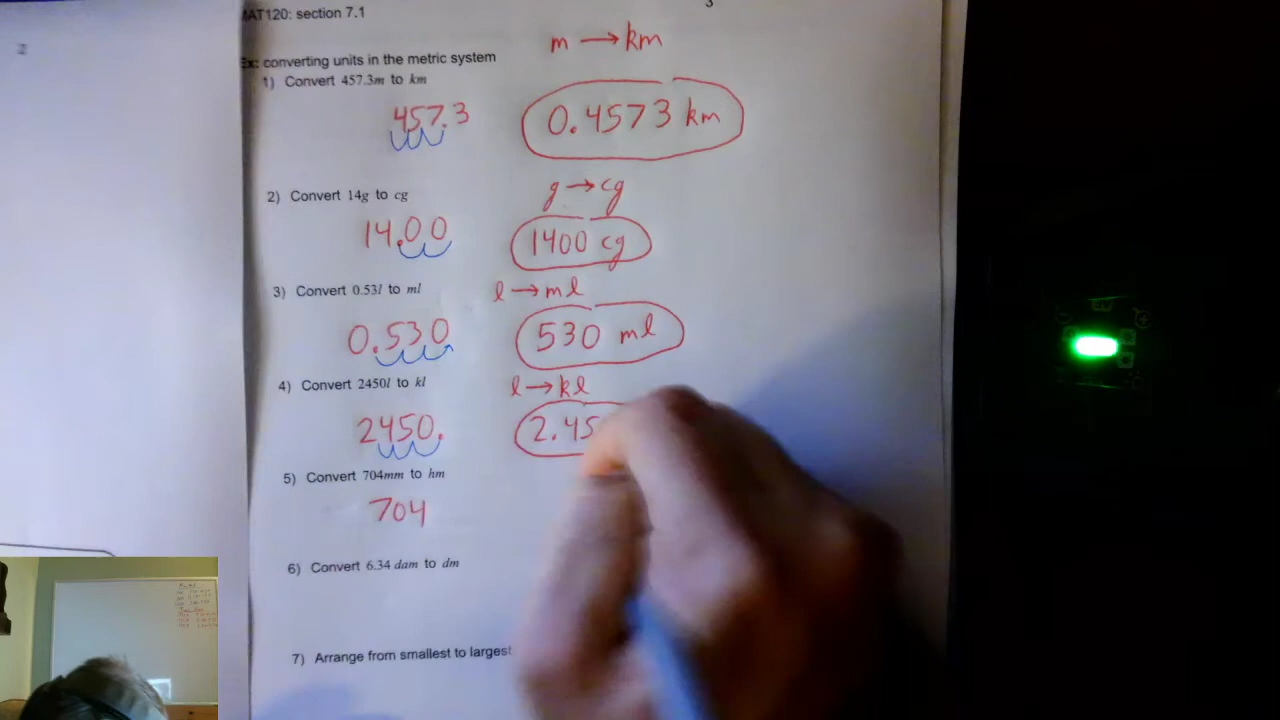 MAT120: section 7.1
3
Ex: converting units in the metric system
m → km
1) Convert 457.3m to km
457.3
0.4573 km
2) Convert 14g to cg
g → cg
14.00
1400 cg
3) Convert 0.53l to ml
l → ml
0.530
530 ml
4) Convert 2450l to kl
l → kl
2450.
2.45
5) Convert 704mm to hm
704
6) Convert 6.34 dam to dm
7) Arrange from smallest to largest